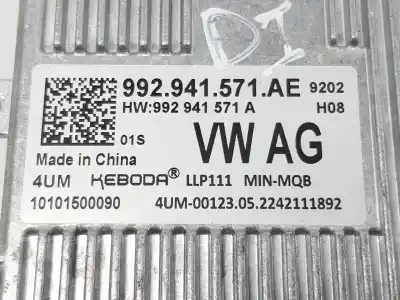 DI
992.941.571.AE 9202
HW:992 941 571 A H08
01S
VW AG
Made in China
4UM KEBODA® LLP111 MIN-MQB
10101500090 4UM-00123.05.2242111892